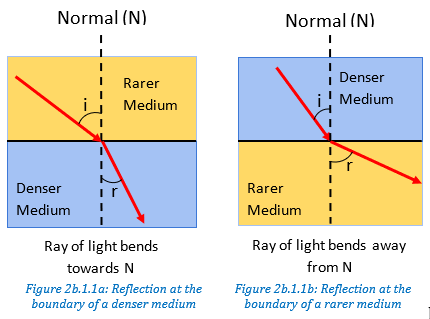 Normal (N)
Rarer
Medium
i
Denser
Medium
r
Ray of light bends
towards N
Figure 2b.1.1a: Reflection at the
boundary of a denser medium
Normal (N)
Denser
Medium
i
Rarer
Medium
r
Ray of light bends away
from N
Figure 2b.1.1b: Reflection at the
boundary of a rarer medium